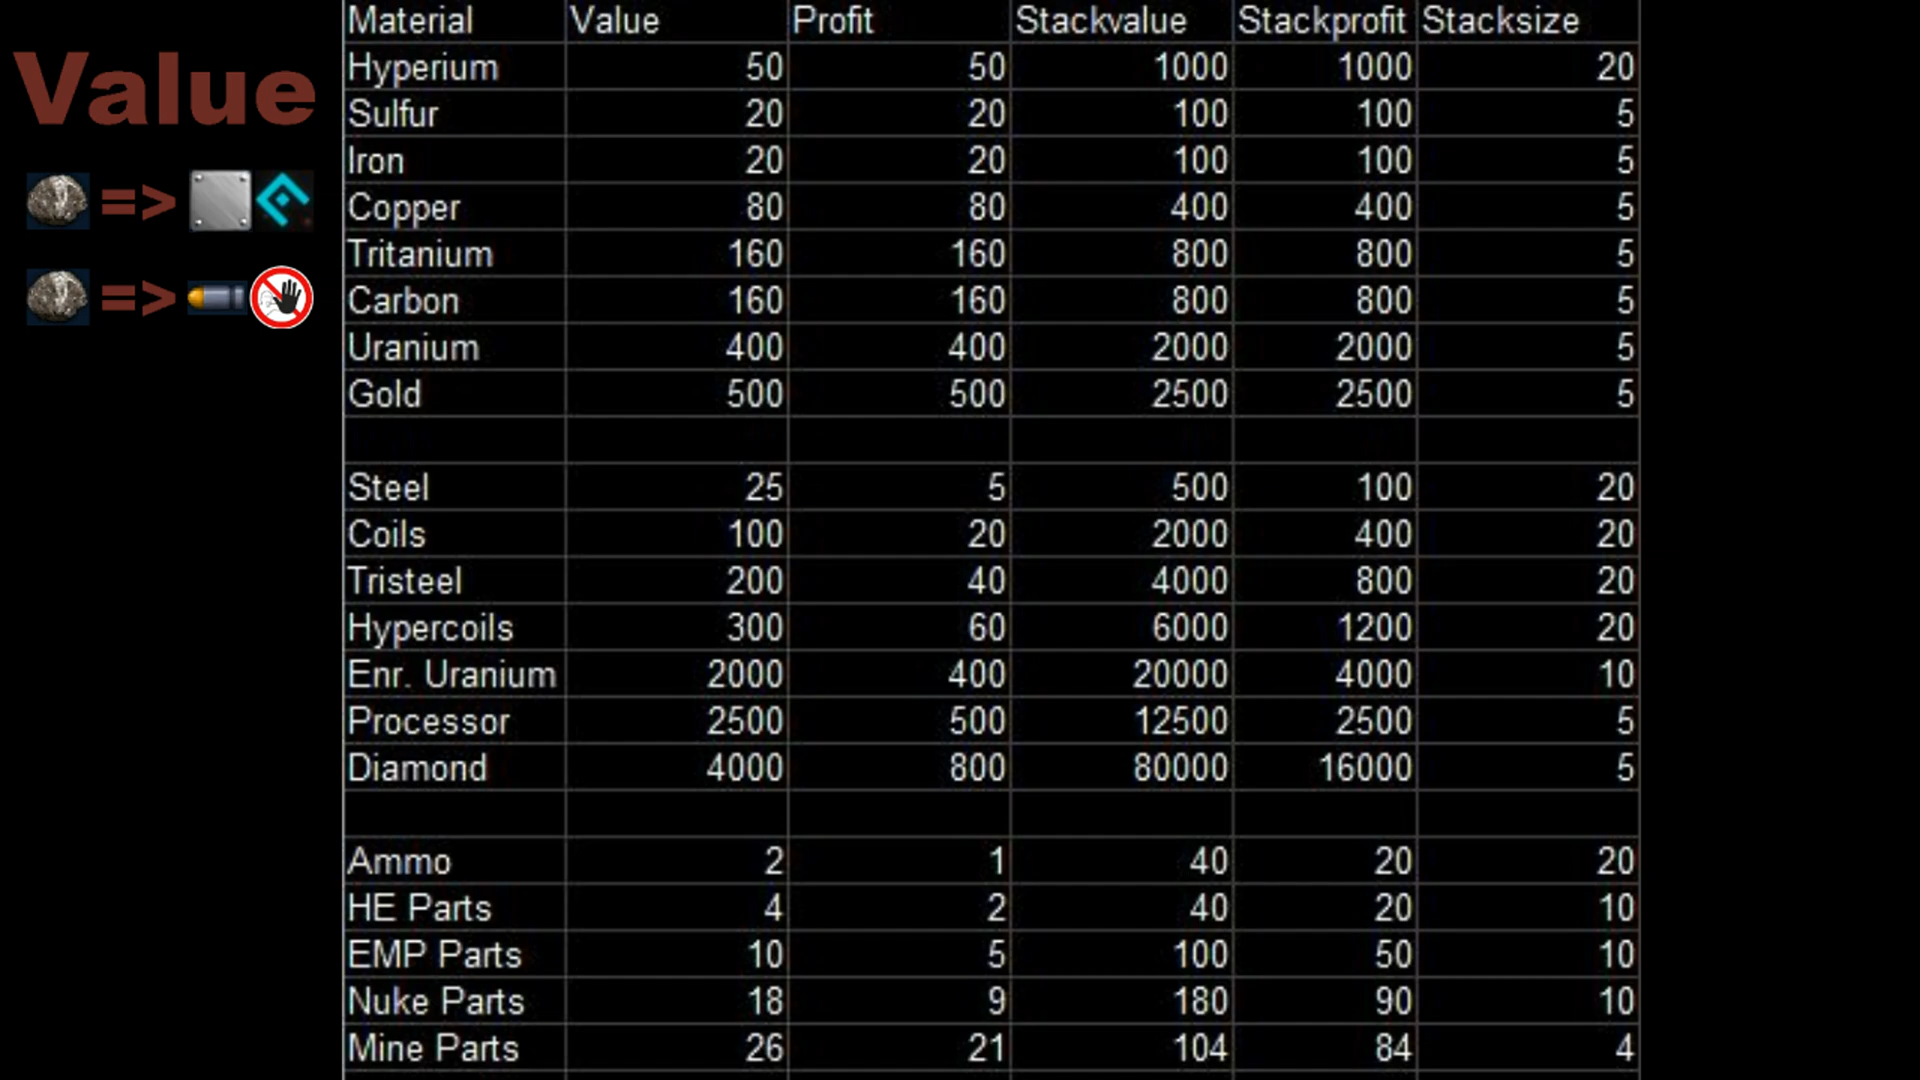 Value
=>
=>
Material Value Profit Stackvalue Stackprofit Stacksize
Hyperium 50 50 1000 1000 20
Sulfur 20 20 100 100 5
Iron 20 20 100 100 5
Copper 80 80 400 400 5
Tritanium 160 160 800 800 5
Carbon 160 160 800 800 5
Uranium 400 400 2000 2000 5
Gold 500 500 2500 2500 5
Steel 25 5 500 100 20
Coils 100 20 2000 400 20
Tristeel 200 40 4000 800 20
Hypercoils 300 60 6000 1200 20
Enr. Uranium 2000 400 20000 4000 10
Processor 2500 500 12500 2500 5
Diamond 4000 800 80000 16000 5
Ammo 2 1 40 20 20
HE Parts 4 2 40 20 10
EMP Parts 10 5 100 50 10
Nuke Parts 18 9 180 90 10
Mine Parts 26 21 104 84 4